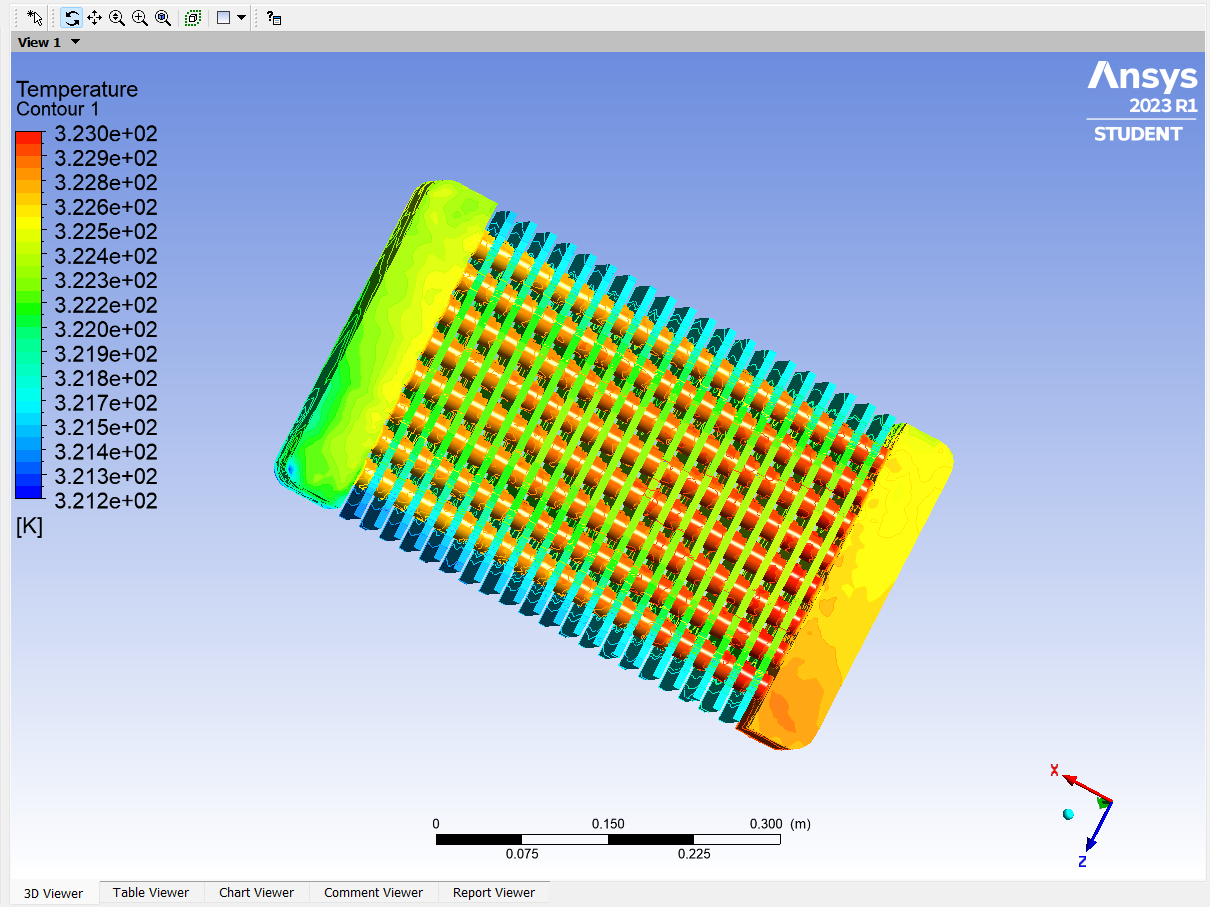 View 1
Temperature
Contour 1
3.230e+02
3.229e+02
3.228e+02
3.226e+02
3.225e+02
3.224e+02
3.223e+02
3.222e+02
3.220e+02
3.219e+02
3.218e+02
3.217e+02
3.215e+02
3.214e+02
3.213e+02
3.212e+02
[K]
Ansys
2023 R1
STUDENT
X
Z
0 0.150 0.300 (m)
0.075 0.225
3D Viewer Table Viewer Chart Viewer Comment Viewer Report Viewer